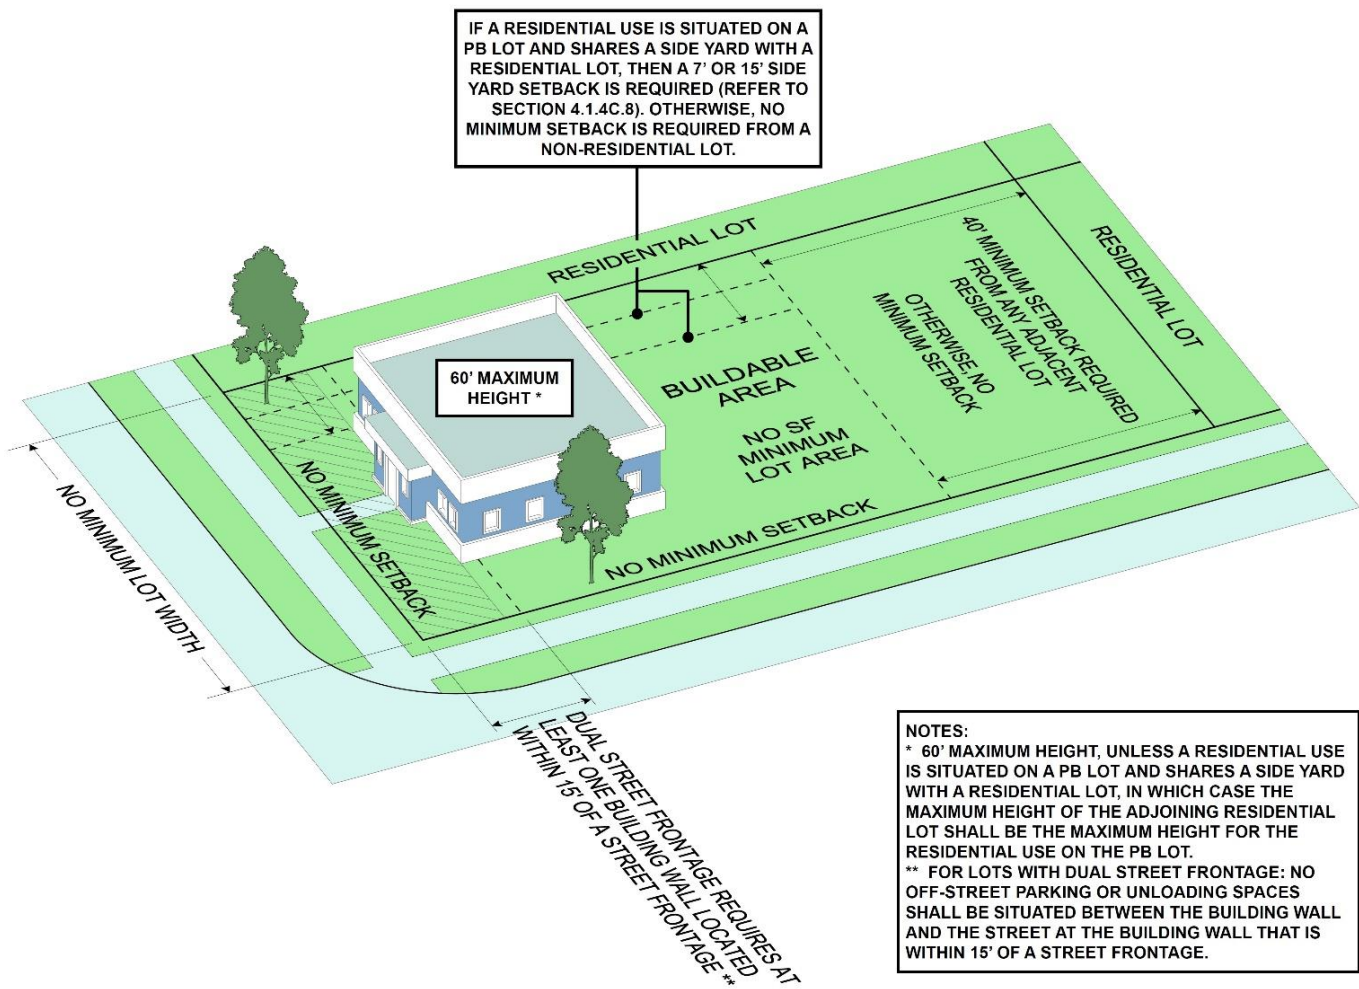 IF A RESIDENTIAL USE IS SITUATED ON A
PB LOT AND SHARES A SIDE YARD WITH A
RESIDENTIAL LOT, THEN A 7' OR 15' SIDE
YARD SETBACK IS REQUIRED (REFER TO
SECTION 4.1.4C.8). OTHERWISE, NO
MINIMUM SETBACK IS REQUIRED FROM A
NON-RESIDENTIAL LOT.
RESIDENTIAL LOT
RESIDENTIAL LOT
40' MINIMUM SETBACK REQUIRED
FROM ANY ADJACENT
RESIDENTIAL LOT
OTHERWISE, NO
MINIMUM SETBACK
60' MAXIMUM
HEIGHT *
BUILDABLE
AREA
NO SF
MINIMUM
LOT AREA
NO MINIMUM SETBACK
NO MINIMUM SETBACK
NO MINIMUM LOT WIDTH
DUAL STREET FRONTAGE REQUIRES AT
LEAST ONE BUILDING WALL LOCATED
WITHIN 15' OF A STREET FRONTAGE **
NOTES:
* 60' MAXIMUM HEIGHT, UNLESS A RESIDENTIAL USE
IS SITUATED ON A PB LOT AND SHARES A SIDE YARD
WITH A RESIDENTIAL LOT, IN WHICH CASE THE
MAXIMUM HEIGHT OF THE ADJOINING RESIDENTIAL
LOT SHALL BE THE MAXIMUM HEIGHT FOR THE
RESIDENTIAL USE ON THE PB LOT.
** FOR LOTS WITH DUAL STREET FRONTAGE: NO
OFF-STREET PARKING OR UNLOADING SPACES
SHALL BE SITUATED BETWEEN THE BUILDING WALL
AND THE STREET AT THE BUILDING WALL THAT IS
WITHIN 15' OF A STREET FRONTAGE.